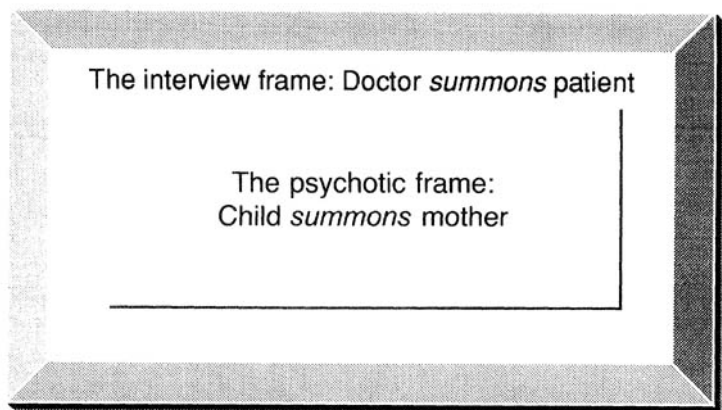 The interview frame: Doctor summons patient
The psychotic frame:
Child summons mother